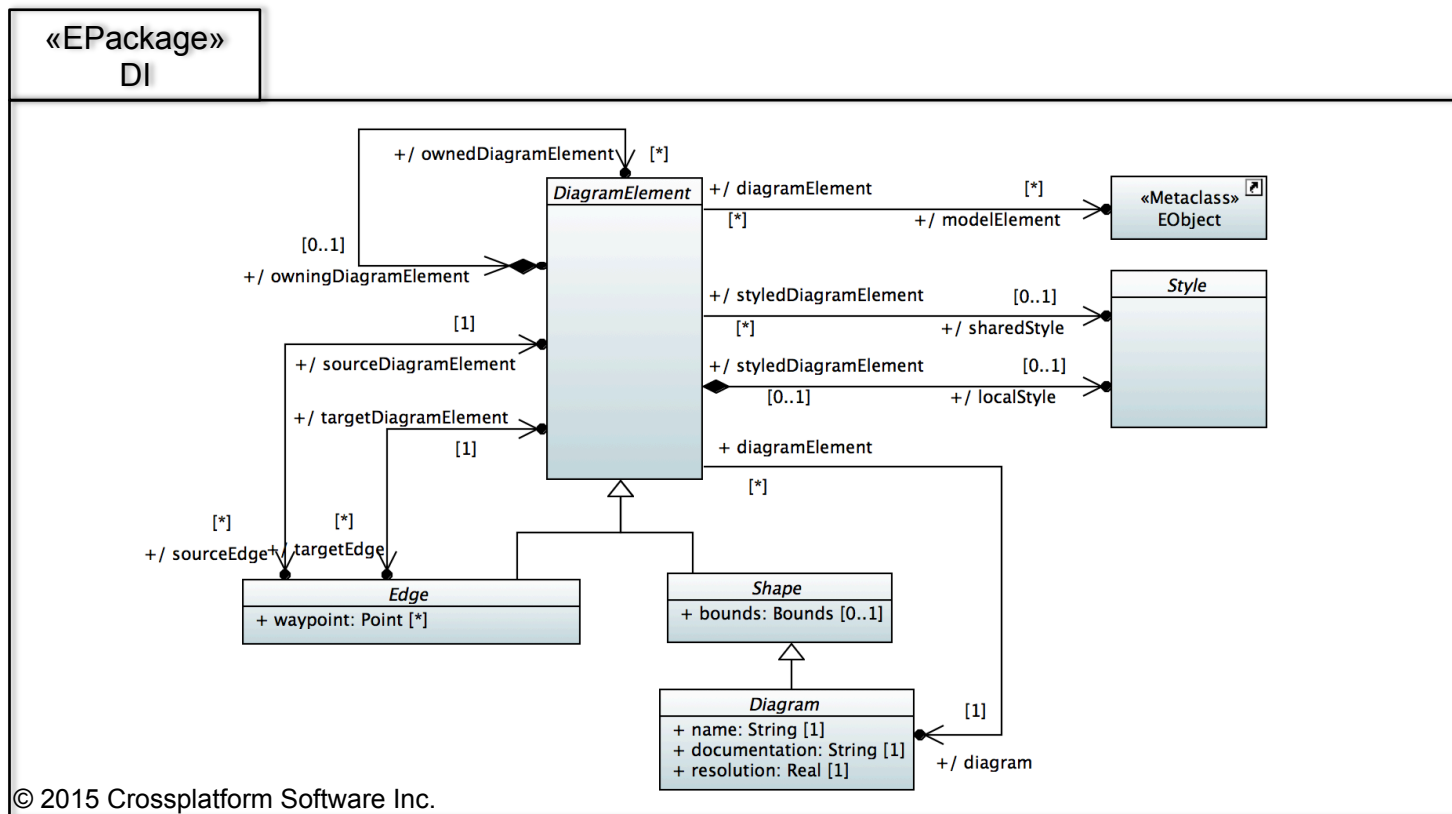 «EPackage»
DI
+/ ownedDiagramElement
[*]
DiagramElement
+/ diagramElement
[*]
[*]
+/ modelElement
«Metaclass»
EObject
[0..1]
+/ owningDiagramElement
+/ styledDiagramElement
[0..1]
[*]
+/ sharedStyle
Style
[1]
+/ sourceDiagramElement
+/ styledDiagramElement
[0..1]
[0..1]
+/ localStyle
+/ targetDiagramElement
[1]
+ diagramElement
[*]
[*]
[*]
+/ sourceEdge
+/ targetEdge
Edge
+ waypoint: Point [*]
Shape
+ bounds: Bounds [0..1]
Diagram
+ name: String [1]
+ documentation: String [1]
+ resolution: Real [1]
[1]
+/ diagram
© 2015 Crossplatform Software Inc.